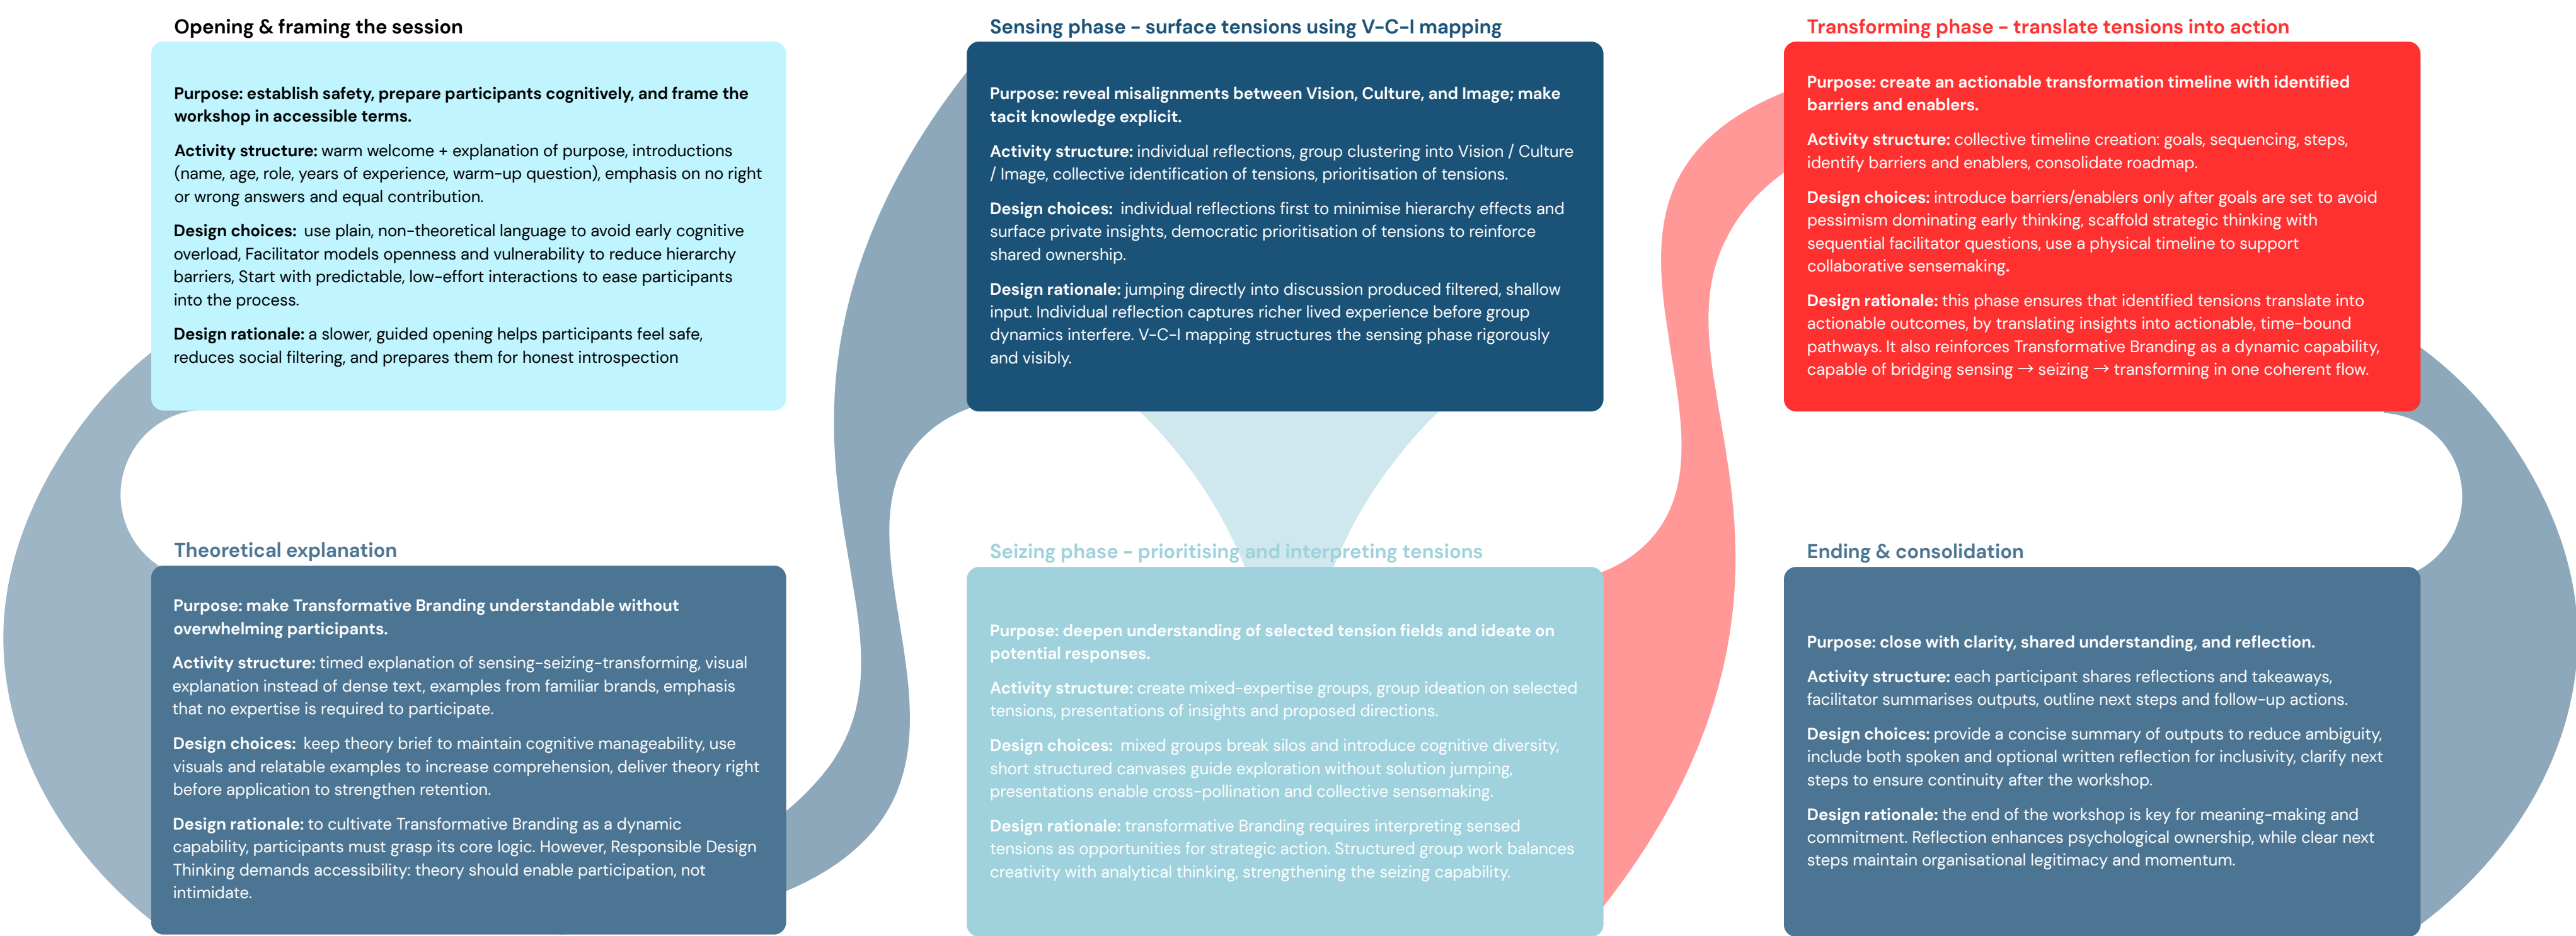 Opening & framing the session
Purpose: establish safety, prepare participants cognitively, and frame the
workshop in accessible terms.
Activity structure: warm welcome + explanation of purpose, introductions
(name, age, role, years of experience, warm-up question), emphasis on no right
or wrong answers and equal contribution.
Design choices: use plain, non-theoretical language to avoid early cognitive
overload, Facilitator models openness and vulnerability to reduce hierarchy
barriers, Start with predictable, low-effort interactions to ease participants
into the process.
Design rationale: a slower, guided opening helps participants feel safe,
reduces social filtering, and prepares them for honest introspection
Theoretical explanation
Purpose: make Transformative Branding understandable without
overwhelming participants.
Activity structure: timed explanation of sensing-seizing-transforming, visual
explanation instead of dense text, examples from familiar brands, emphasis
that no expertise is required to participate.
Design choices: keep theory brief to maintain cognitive manageability, use
visuals and relatable examples to increase comprehension, deliver theory right
before application to strengthen retention.
Design rationale: to cultivate Transformative Branding as a dynamic
capability, participants must grasp its core logic. However, Responsible Design
Thinking demands accessibility: theory should enable participation, not
intimidate.
Sensing phase - surface tensions using V-C-I mapping
Purpose: reveal misalignments between Vision, Culture, and Image; make
tacit knowledge explicit.
Activity structure: individual reflections, group clustering into Vision / Culture
/ Image, collective identification of tensions, prioritisation of tensions.
Design choices: individual reflections first to minimise hierarchy effects and
surface private insights, democratic prioritisation of tensions to reinforce
shared ownership.
Design rationale: jumping directly into discussion produced filtered, shallow
input. Individual reflection captures richer lived experience before group
dynamics interfere. V-C-I mapping structures the sensing phase rigorously
and visibly.
Seizing phase - prioritising and interpreting tensions
Purpose: deepen understanding of selected tension fields and ideate on
potential responses.
Activity structure: create mixed-expertise groups, group ideation on selected
tensions, presentations of insights and proposed directions.
Design choices: mixed groups break silos and introduce cognitive diversity,
short structured canvases guide exploration without solution jumping,
presentations enable cross-pollination and collective sensemaking.
Design rationale: transformative Branding requires interpreting sensed
tensions as opportunities for strategic action. Structured group work balances
creativity with analytical thinking, strengthening the seizing capability.
Transforming phase - translate tensions into action
Purpose: create an actionable transformation timeline with identified
barriers and enablers.
Activity structure: collective timeline creation: goals, sequencing, steps,
identify barriers and enablers, consolidate roadmap.
Design choices: introduce barriers/enablers only after goals are set to avoid
pessimism dominating early thinking, scaffold strategic thinking with
sequential facilitator questions, use a physical timeline to support
collaborative sensemaking.
Design rationale: this phase ensures that identified tensions translate into
actionable outcomes, by translating insights into actionable, time-bound
pathways. It also reinforces Transformative Branding as a dynamic capability,
capable of bridging sensing → seizing → transforming in one coherent flow.
Ending & consolidation
Purpose: close with clarity, shared understanding, and reflection.
Activity structure: each participant shares reflections and takeaways,
facilitator summarises outputs, outline next steps and follow-up actions.
Design choices: provide a concise summary of outputs to reduce ambiguity,
include both spoken and optional written reflection for inclusivity, clarify next
steps to ensure continuity after the workshop.
Design rationale: the end of the workshop is key for meaning-making and
commitment. Reflection enhances psychological ownership, while clear next
steps maintain organisational legitimacy and momentum.